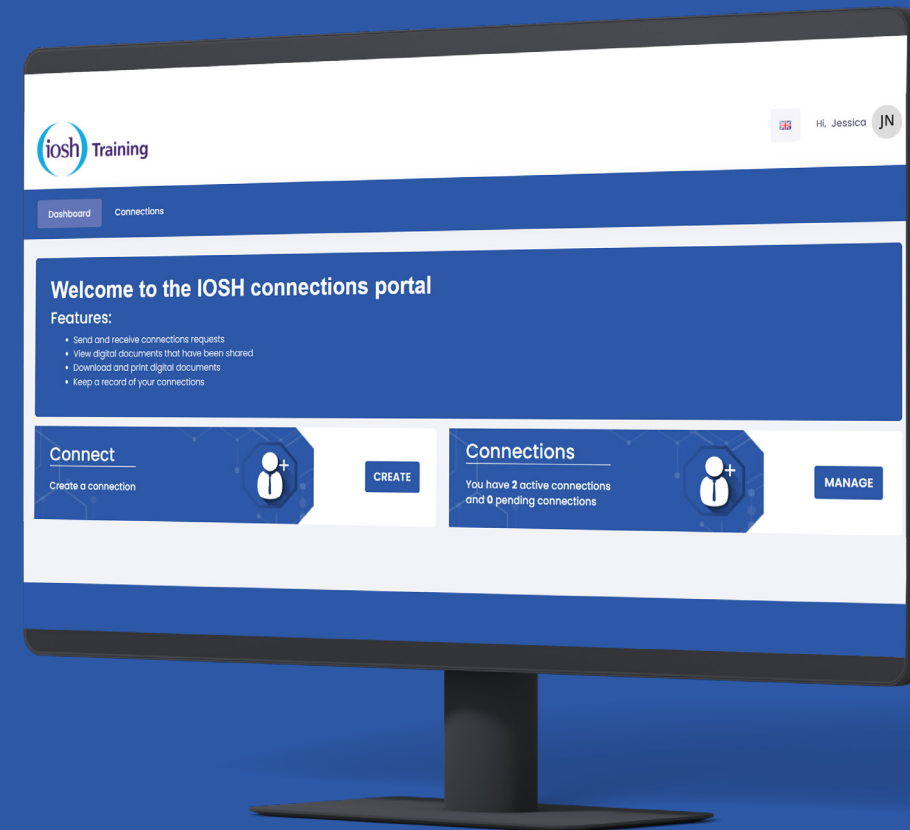 iosh Training
Hi, Jessica JN
Dashboard Connections
Welcome to the IOSH connections portal
Features:
• Send and receive connections requests
• View digital documents that have been shared
• Download and print digital documents
• Keep a record of your connections
Connect
Create a connection
CREATE
Connections
You have 2 active connections
and 0 pending connections
MANAGE